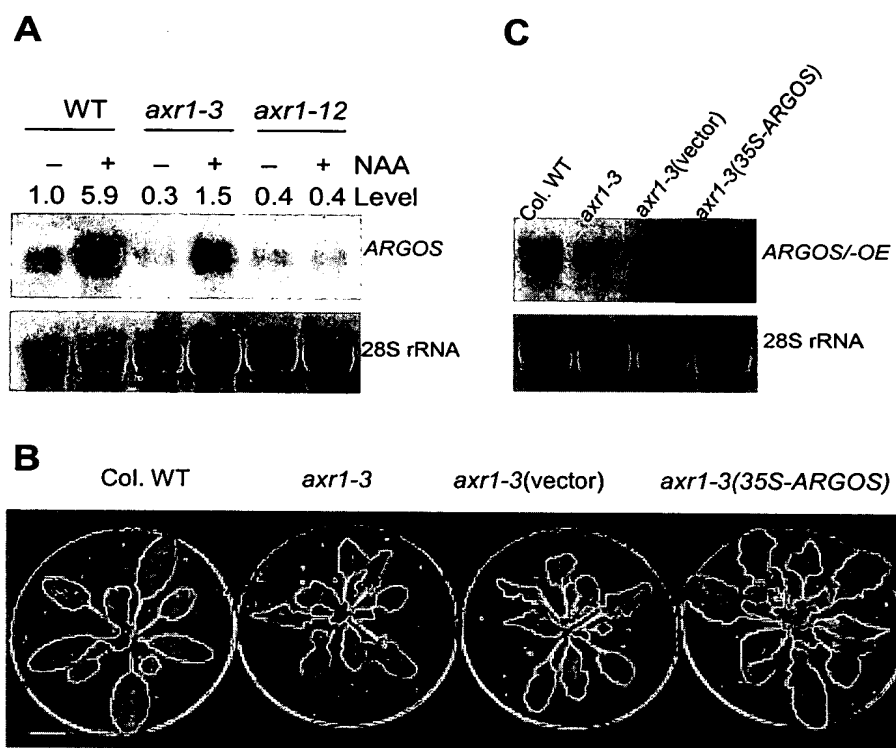 A
WT axr1-3 axr1-12
– + – + – + NAA
1.0 5.9 0.3 1.5 0.4 0.4 Level
ARGOS
28S rRNA
C
Col. WT
axr1-3
axr1-3(vector)
axr1-3(35S-ARGOS)
ARGOS/-OE
28S rRNA
B
Col. WT axr1-3 axr1-3(vector) axr1-3(35S-ARGOS)